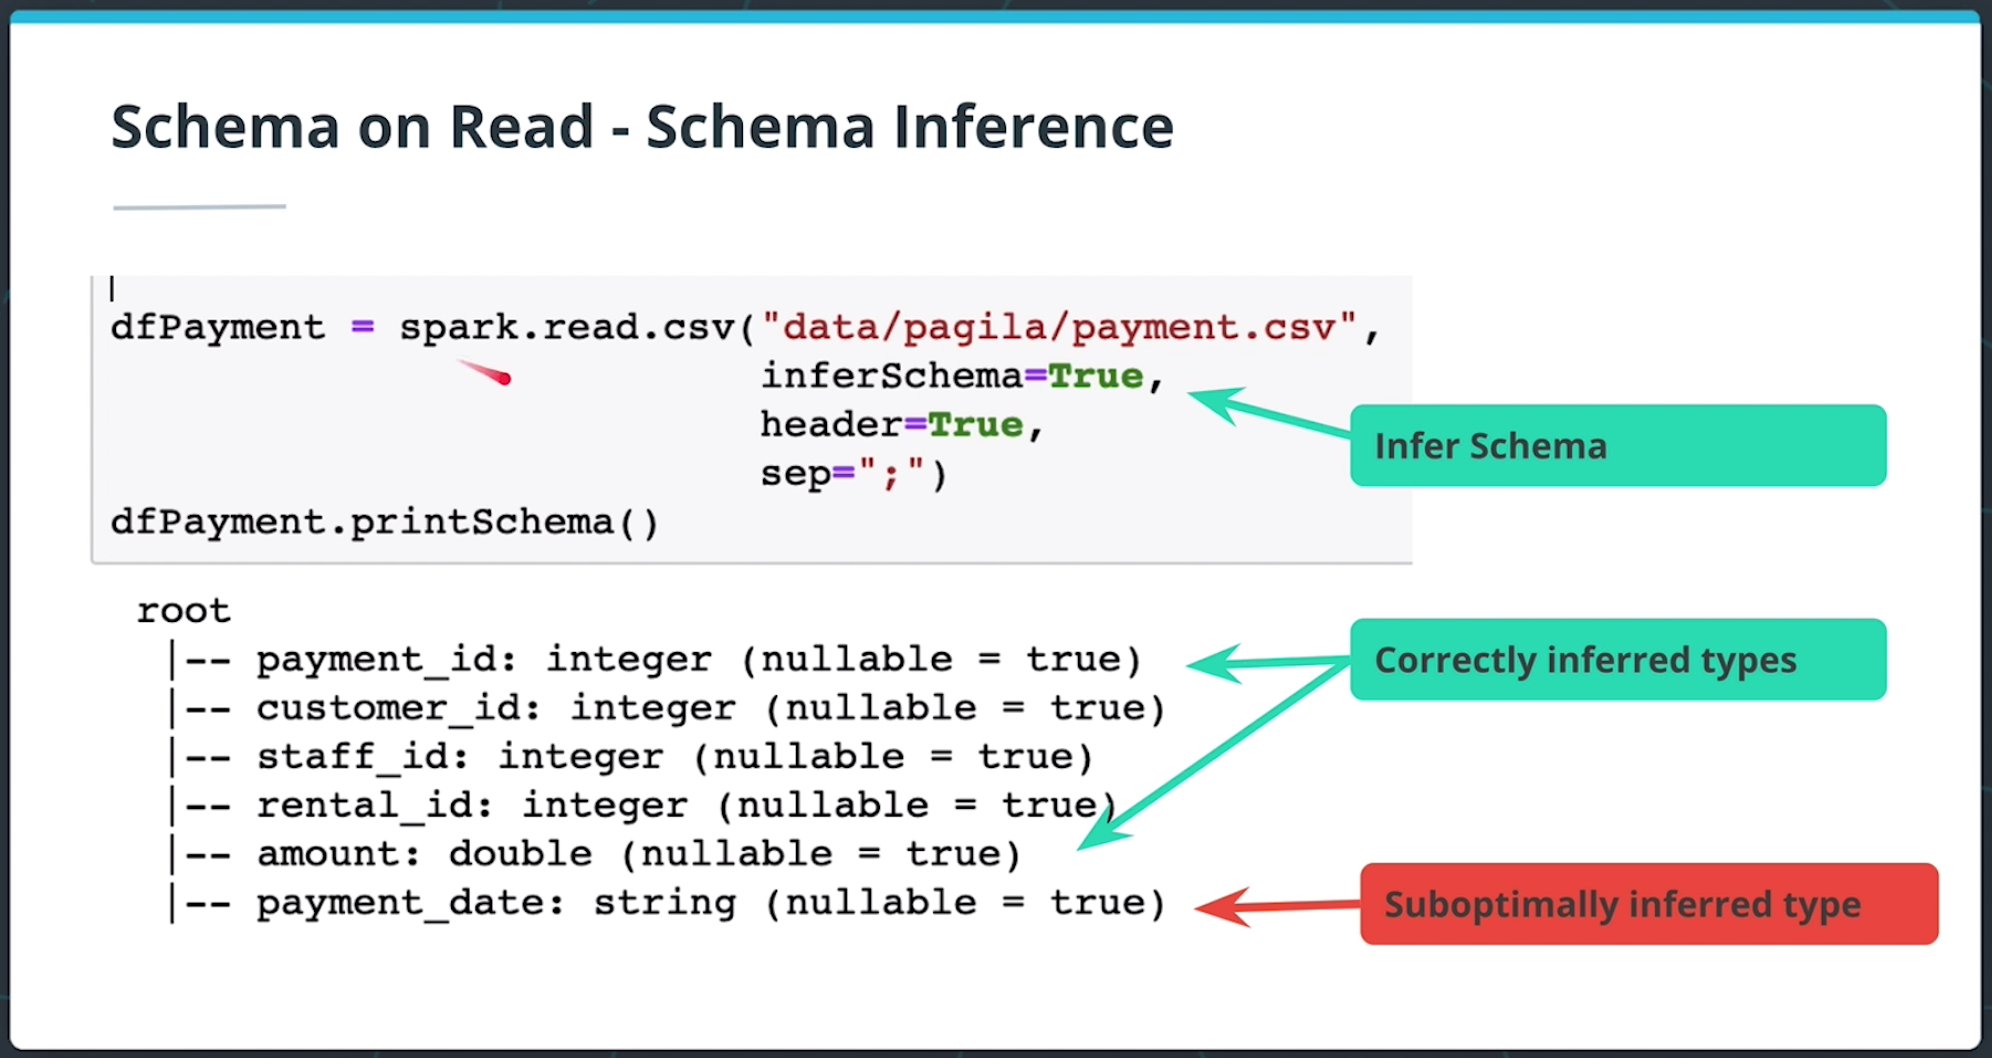 Schema on Read - Schema Inference
dfPayment = spark.read.csv("data/pagila/payment.csv",
inferSchema=True,
header=True,
sep=";")
dfPayment.printSchema()
Infer Schema
root
|-- payment_id: integer (nullable = true)
|-- customer_id: integer (nullable = true)
|-- staff_id: integer (nullable = true)
|-- rental_id: integer (nullable = true)
|-- amount: double (nullable = true)
|-- payment_date: string (nullable = true)
Correctly inferred types
Suboptimally inferred type